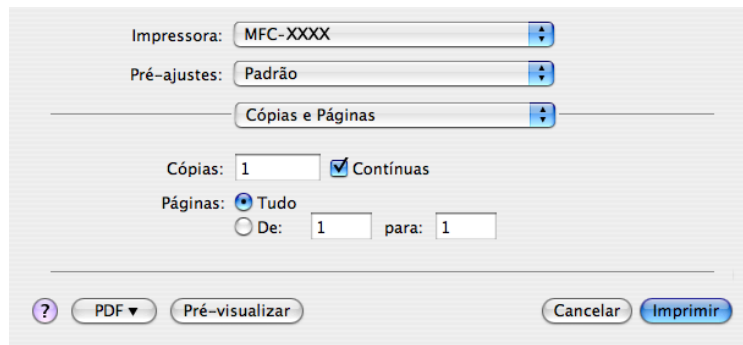 Impressora: MFC-XXXX
Pré-ajustes: Padrão
Cópias e Páginas
Cópias: 1 Contínuas
Páginas: Tudo
De: 1 para: 1
? PDF▼ Pré-visualizar Cancelar Imprimir